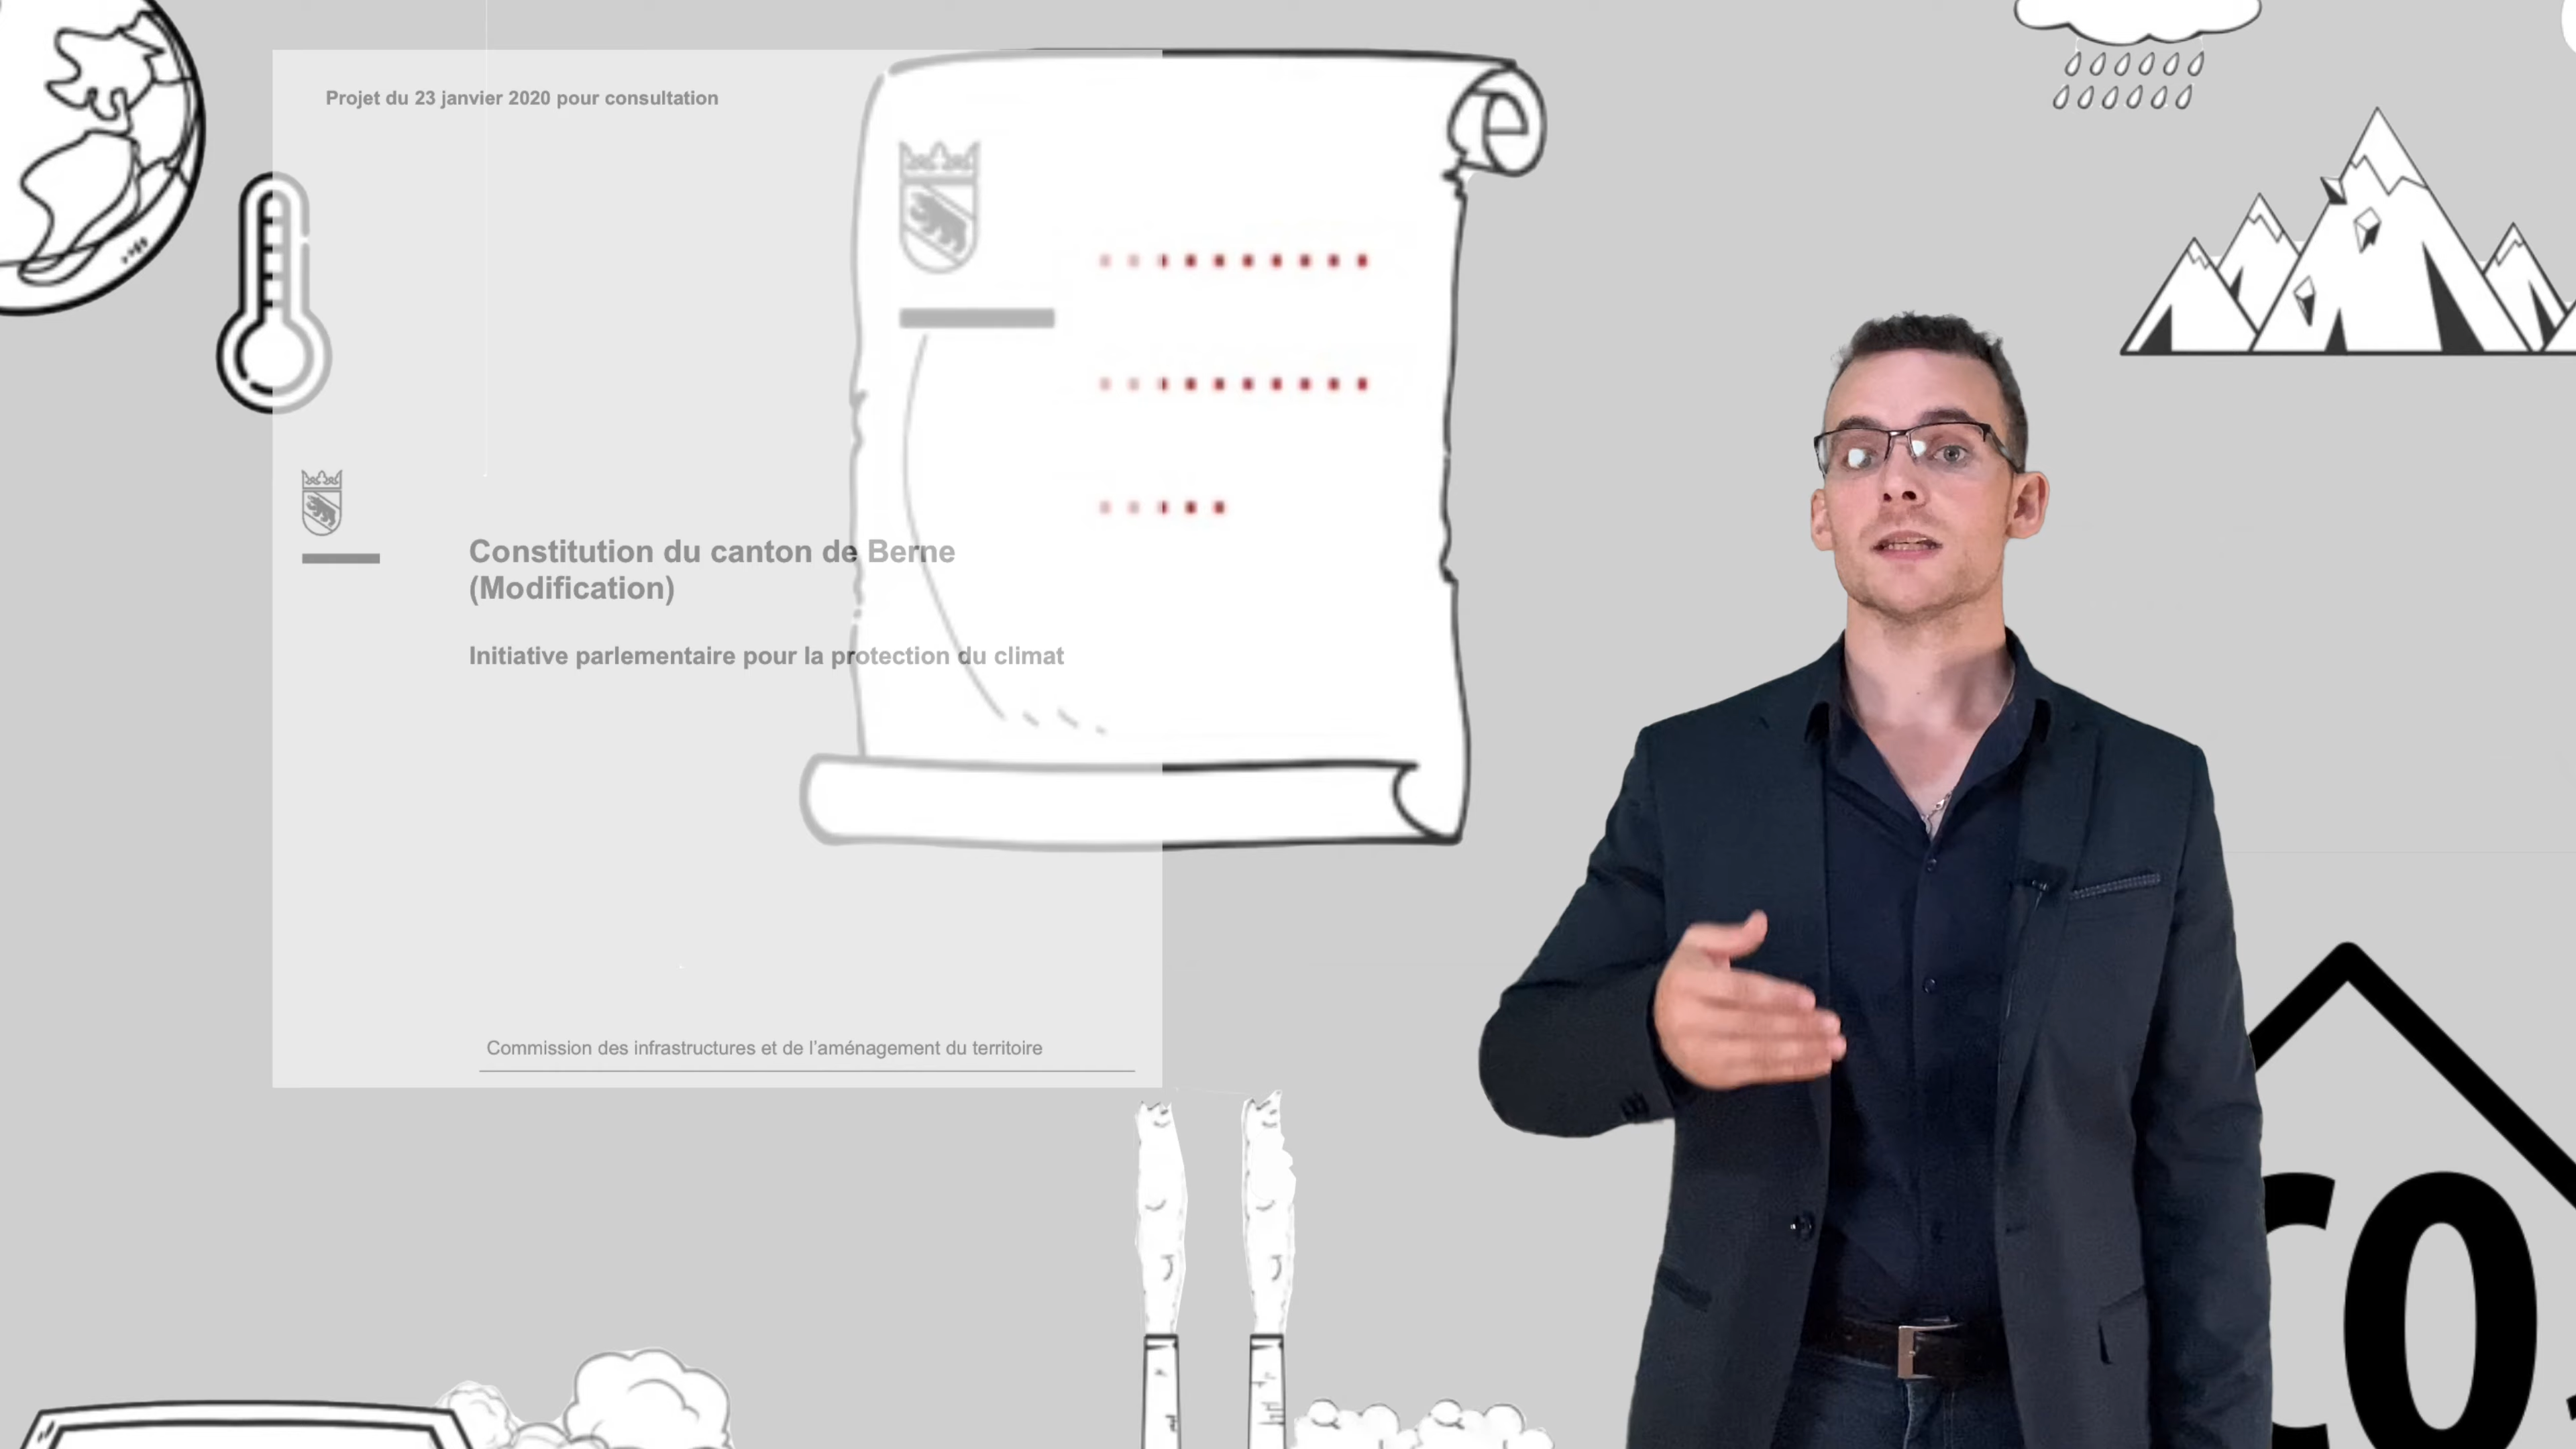 Projet du 23 janvier 2020 pour consultation
Constitution du canton de Berne
(Modification)
Initiative parlementaire pour la protection du climat
Commission des infrastructures et de l'aménagement du territoire
CO